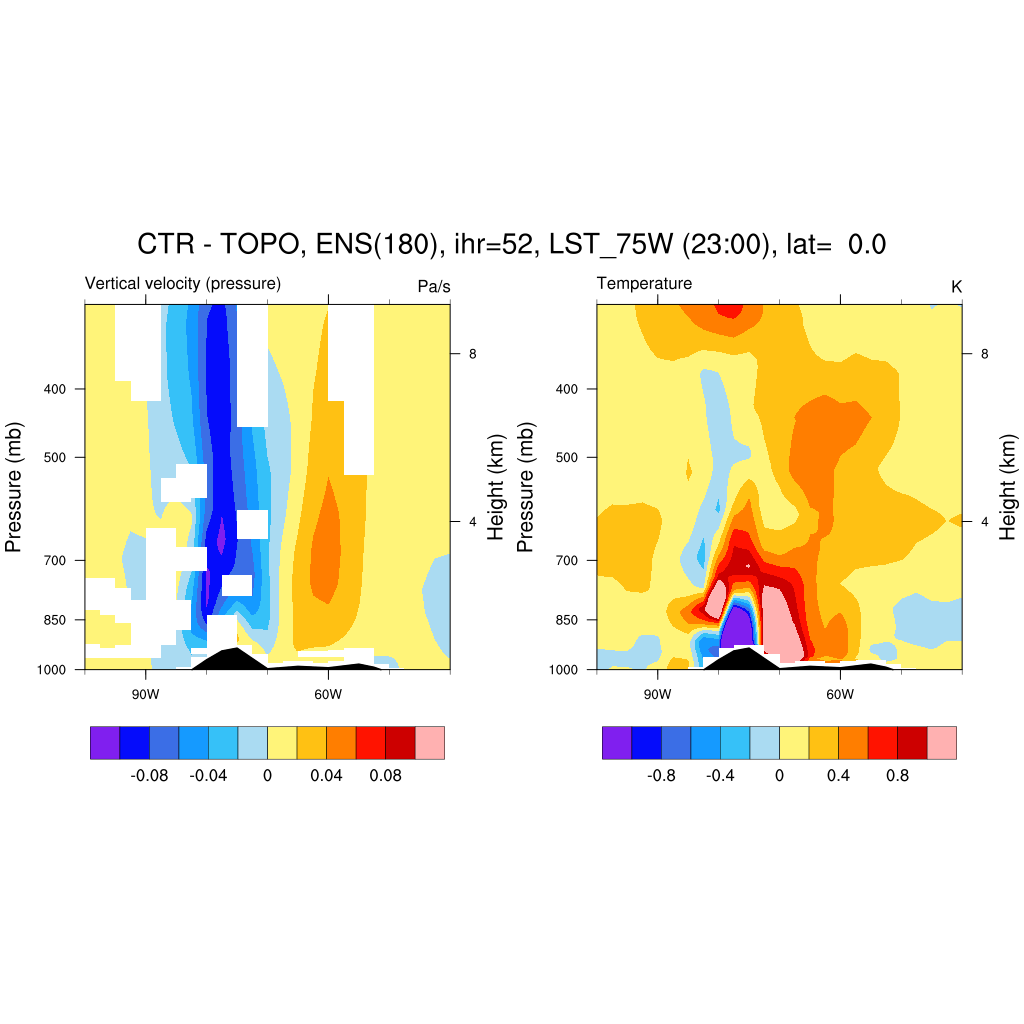 CTR - TOPO, ENS(180), ihr=52, LST_75W (23:00), lat=  0.0
Vertical velocity (pressure)
Pa/s
Pressure (mb)
400
500
700
850
1000
8
4
Height (km)
90W
60W
-0.08
-0.04
0
0.04
0.08
Temperature
K
Pressure (mb)
400
500
700
850
1000
8
4
Height (km)
90W
60W
-0.8
-0.4
0
0.4
0.8